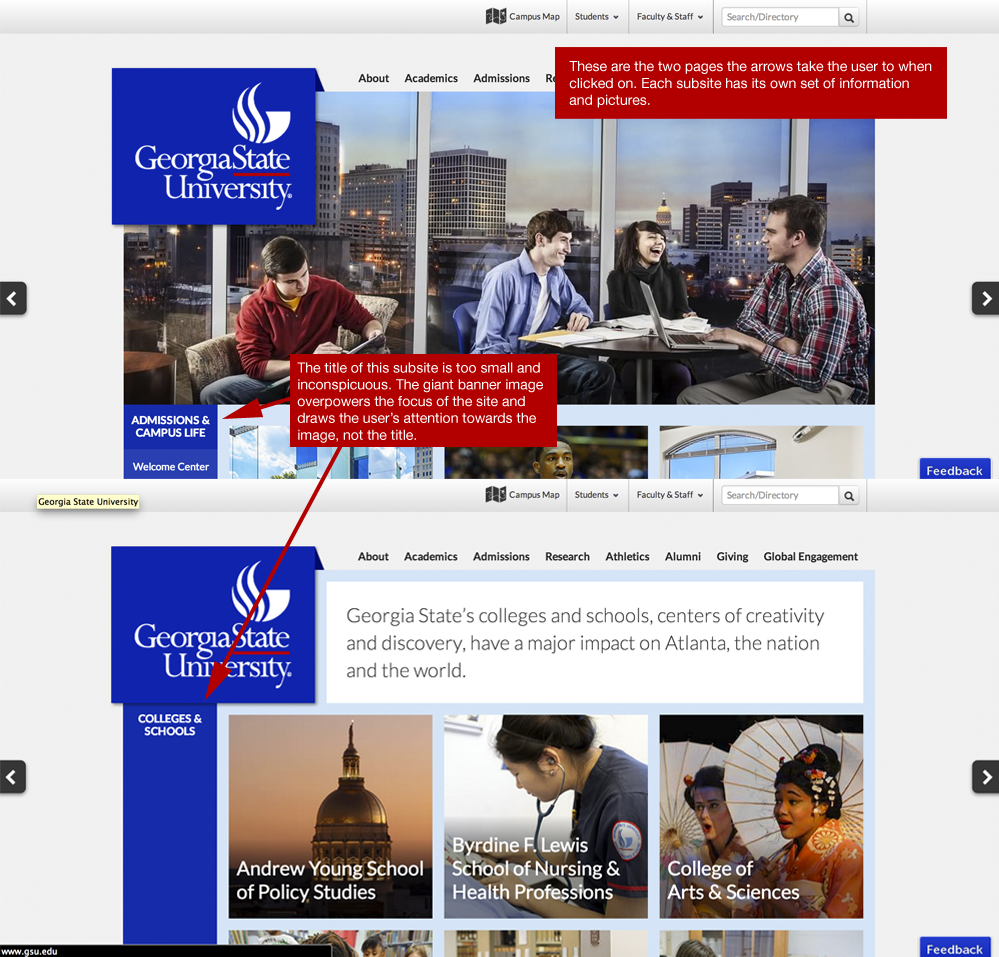 Campus Map Students Faculty & Staff Search/Directory
These are the two pages the arrows take the user to when
clicked on. Each subsite has its own set of information
and pictures.
About Academics Admissions
GeorgiaState
University.
The title of this subsite is too small and
inconspicuous. The giant banner image
overpowers the focus of the site and
draws the user's attention towards the
image, not the title.
ADMISSIONS &
CAMPUS LIFE
Welcome Center
Feedback
Campus Map Students Faculty & Staff Search/Directory
Georgia State University
About Academics Admissions Research Athletics Alumni Giving Global Engagement
GeorgiaState
University.
Georgia State's colleges and schools, centers of creativity
and discovery, have a major impact on Atlanta, the nation
and the world.
COLLEGES &
SCHOOLS
Andrew Young School
of Policy Studies
Byrdine F. Lewis
School of Nursing &
Health Professions
College of
Arts & Sciences
www.gsu.edu
Feedback